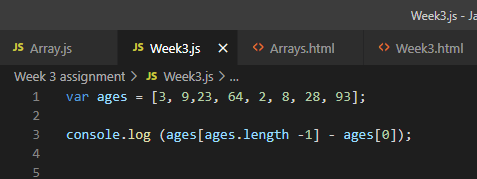 Week3.js - Ja
JS Array.js JS Week3.js × <> Arrays.html <> Week3.html
Week 3 assignment > JS Week3.js > ...
1 var ages = [3, 9,23, 64, 2, 8, 28, 93];
2
3 console.log (ages[ages.length -1] - ages[0]);
4
5